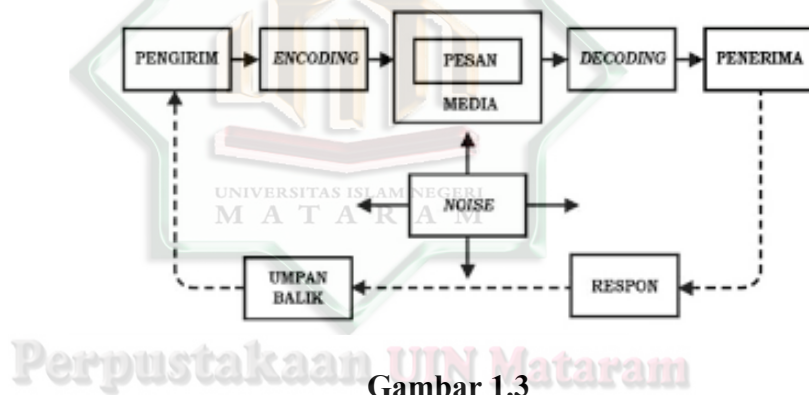 PENGIRIM
ENCODING
PESAN
MEDIA
DECODING
PENERIMA
UNIVERSITAS ISLAM NEGERI
MATARAM
NOISE
UMPAN
BALIK
RESPON
Perpustakaan UIN Mataram
Gambar 1.3